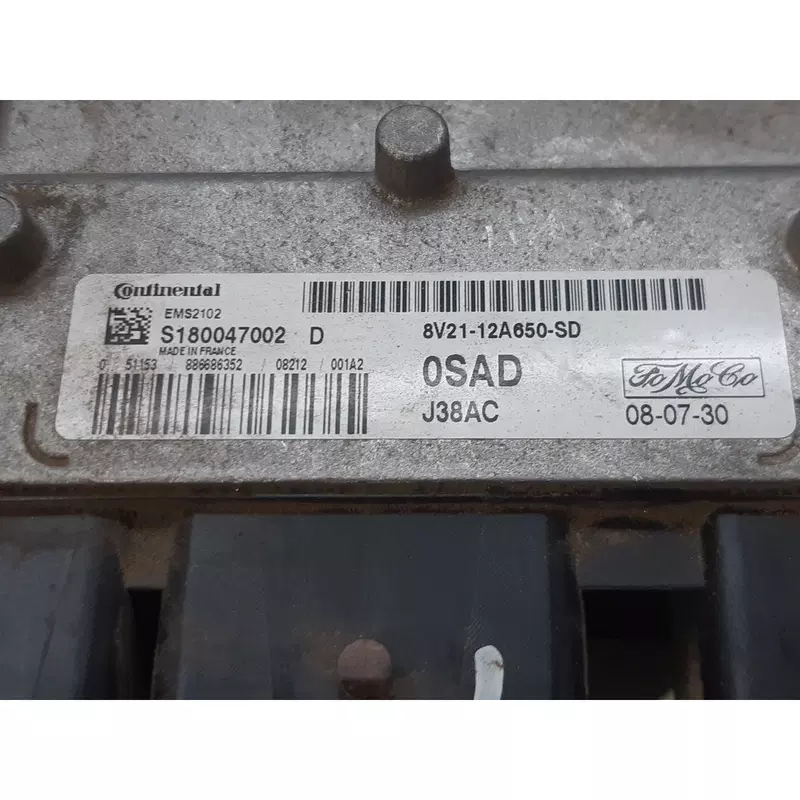 Continental
EMS2102
S180047002 D
MADE IN FRANCE
0 51153 / 886686352 / 08212 / 001A2
8V21-12A650-SD
0SAD
J38AC
FoMoCo
08-07-30